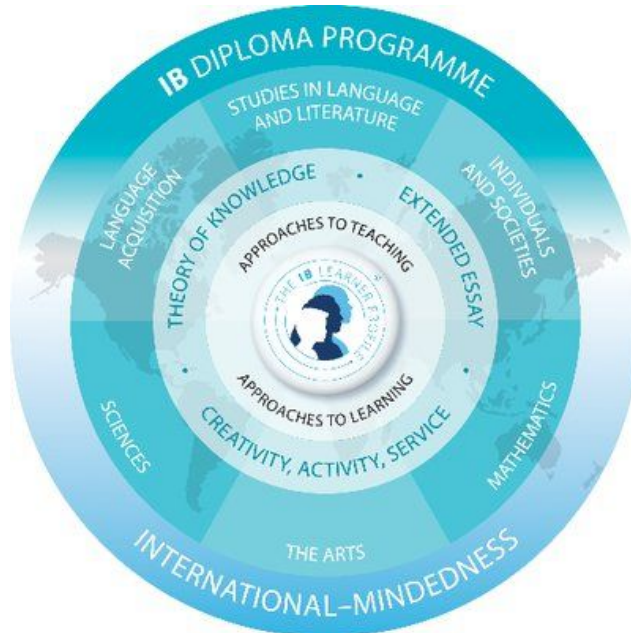 IB DIPLOMA PROGRAMME
STUDIES IN LANGUAGE
AND LITERATURE
LANGUAGE
ACQUISITION
INDIVIDUALS
AND SOCIETIES
THEORY OF KNOWLEDGE
•
EXTENDED ESSAY
APPROACHES TO TEACHING
THE IB LEARNER PROFILE
APPROACHES TO LEARNING
•
CREATIVITY, ACTIVITY, SERVICE
•
SCIENCES
MATHEMATICS
THE ARTS
INTERNATIONAL–MINDEDNESS